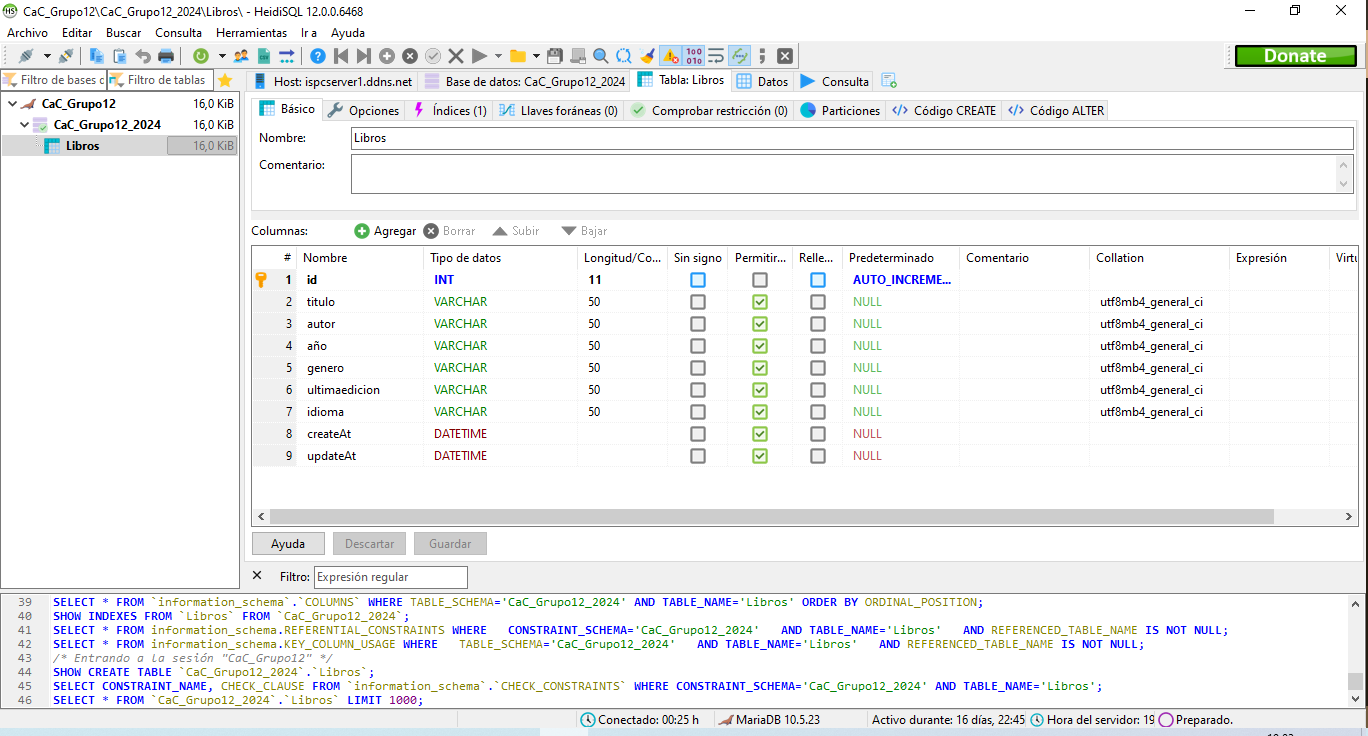 CaC_Grupo12\CaC_Grupo12_2024\Libros\ - HeidiSQL 12.0.0.6468
Archivo Editar Buscar Consulta Herramientas Ir a Ayuda
Donate
Filtro de bases d Filtro de tablas
CaC_Grupo12 16,0 KiB
CaC_Grupo12_2024 16,0 KiB
Libros 16,0 KiB
Host: ispcserver1.ddns.net Base de datos: CaC_Grupo12_2024 Tabla: Libros Datos Consulta
Básico Opciones Índices (1) Llaves foráneas (0) Comprobar restricción (0) Particiones Código CREATE Código ALTER
Nombre: Libros
Comentario:
Columnas: Agregar Borrar Subir Bajar
# Nombre Tipo de datos Longitud/Co... Sin signo Permitir... Relle... Predeterminado Comentario Collation Expresión Virtu
1 id INT 11 AUTO_INCREME...
2 titulo VARCHAR 50 NULL utf8mb4_general_ci
3 autor VARCHAR 50 NULL utf8mb4_general_ci
4 año VARCHAR 50 NULL utf8mb4_general_ci
5 genero VARCHAR 50 NULL utf8mb4_general_ci
6 ultimaedicion VARCHAR 50 NULL utf8mb4_general_ci
7 idioma VARCHAR 50 NULL utf8mb4_general_ci
8 createAt DATETIME NULL
9 updateAt DATETIME NULL
Ayuda Descartar Guardar
Filtro: Expresión regular
39 SELECT * FROM `information_schema`.`COLUMNS` WHERE TABLE_SCHEMA='CaC_Grupo12_2024' AND TABLE_NAME='Libros' ORDER BY ORDINAL_POSITION;
40 SHOW INDEXES FROM `Libros` FROM `CaC_Grupo12_2024`;
41 SELECT * FROM information_schema.REFERENTIAL_CONSTRAINTS WHERE CONSTRAINT_SCHEMA='CaC_Grupo12_2024' AND TABLE_NAME='Libros' AND REFERENCED_TABLE_NAME IS NOT NULL;
42 SELECT * FROM information_schema.KEY_COLUMN_USAGE WHERE TABLE_SCHEMA='CaC_Grupo12_2024' AND TABLE_NAME='Libros' AND REFERENCED_TABLE_NAME IS NOT NULL;
43 /* Entrando a la sesión "CaC_Grupo12" */
44 SHOW CREATE TABLE `CaC_Grupo12_2024`.`Libros`;
45 SELECT CONSTRAINT_NAME, CHECK_CLAUSE FROM `information_schema`.`CHECK_CONSTRAINTS` WHERE CONSTRAINT_SCHEMA='CaC_Grupo12_2024' AND TABLE_NAME='Libros';
46 SELECT * FROM `CaC_Grupo12_2024`.`Libros` LIMIT 1000;
Conectado: 00:25 h MariaDB 10.5.23 Activo durante: 16 días, 22:45 Hora del servidor: 19 Preparado.